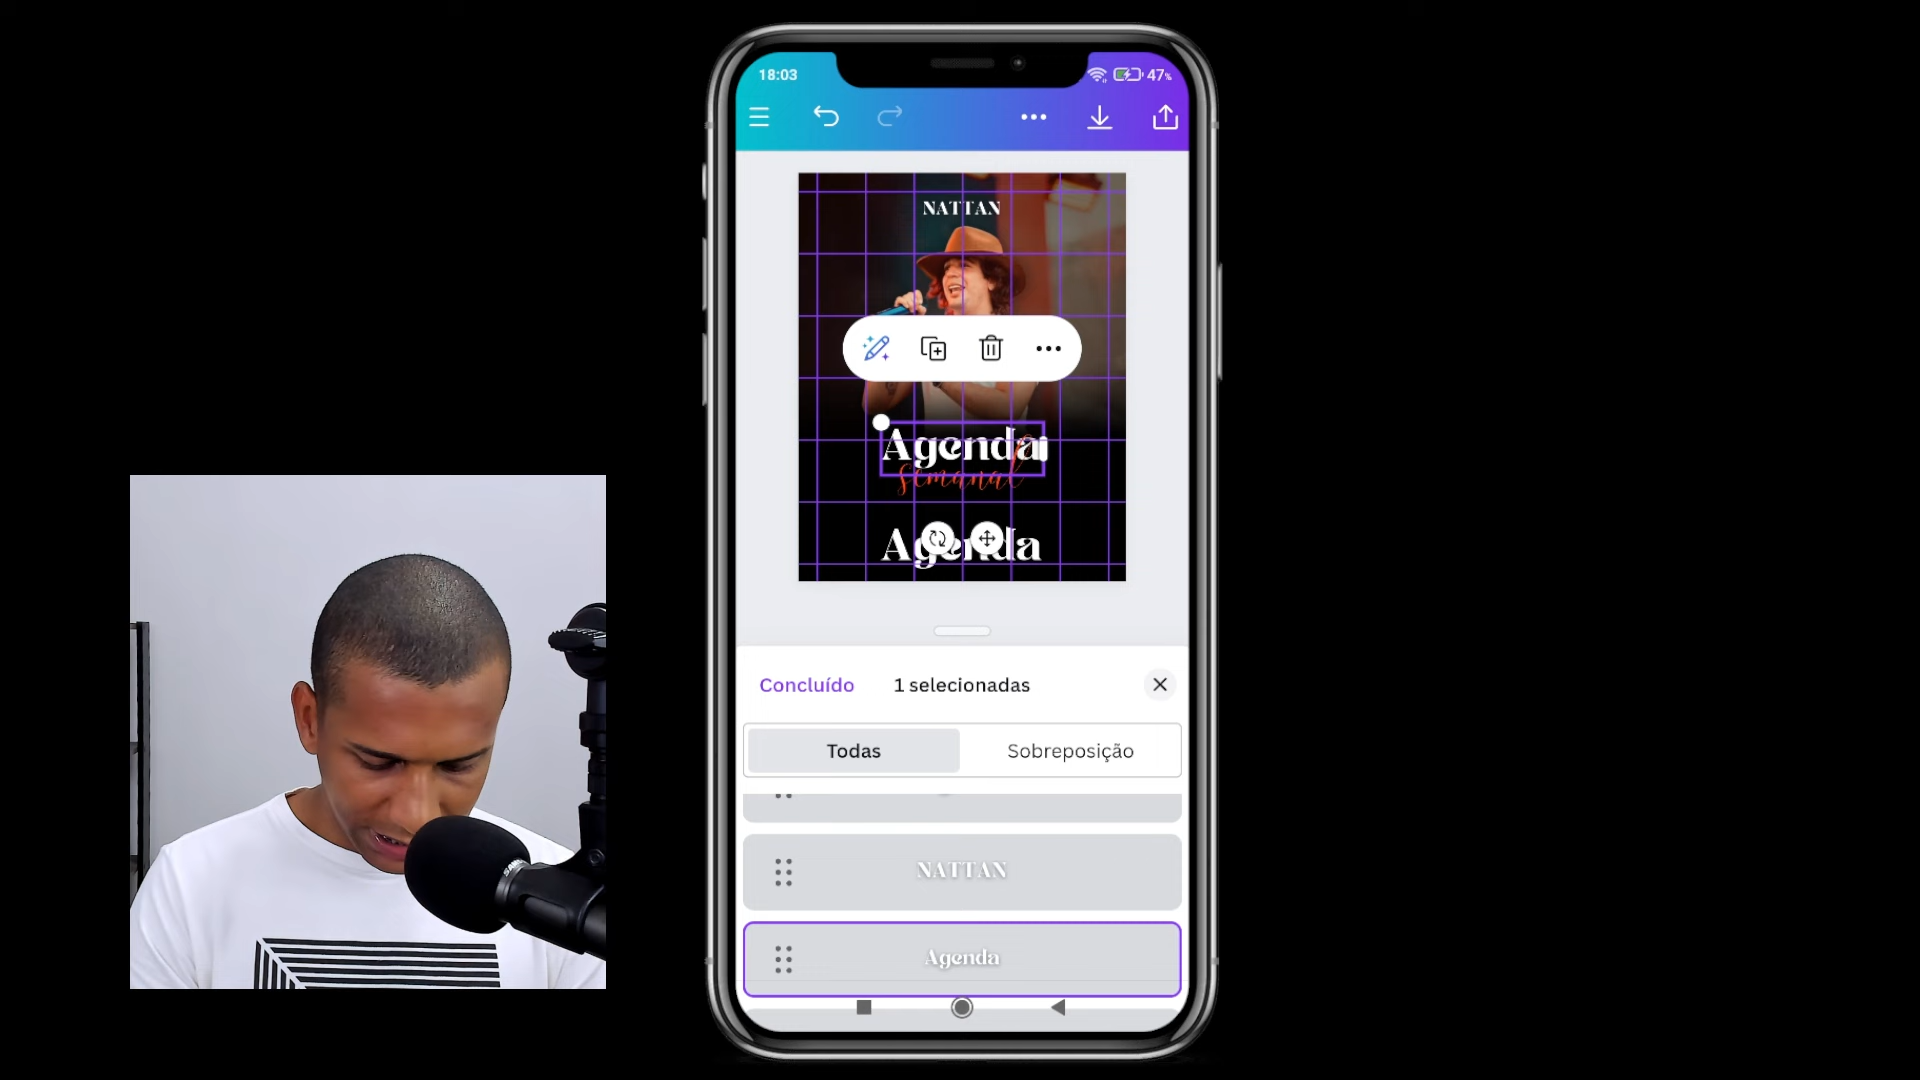 18:03
47%
NATTAN
Agenda
Semanal
Agenda
Concluído
1 selecionadas
Todas
Sobreposição
NATTAN
Agenda